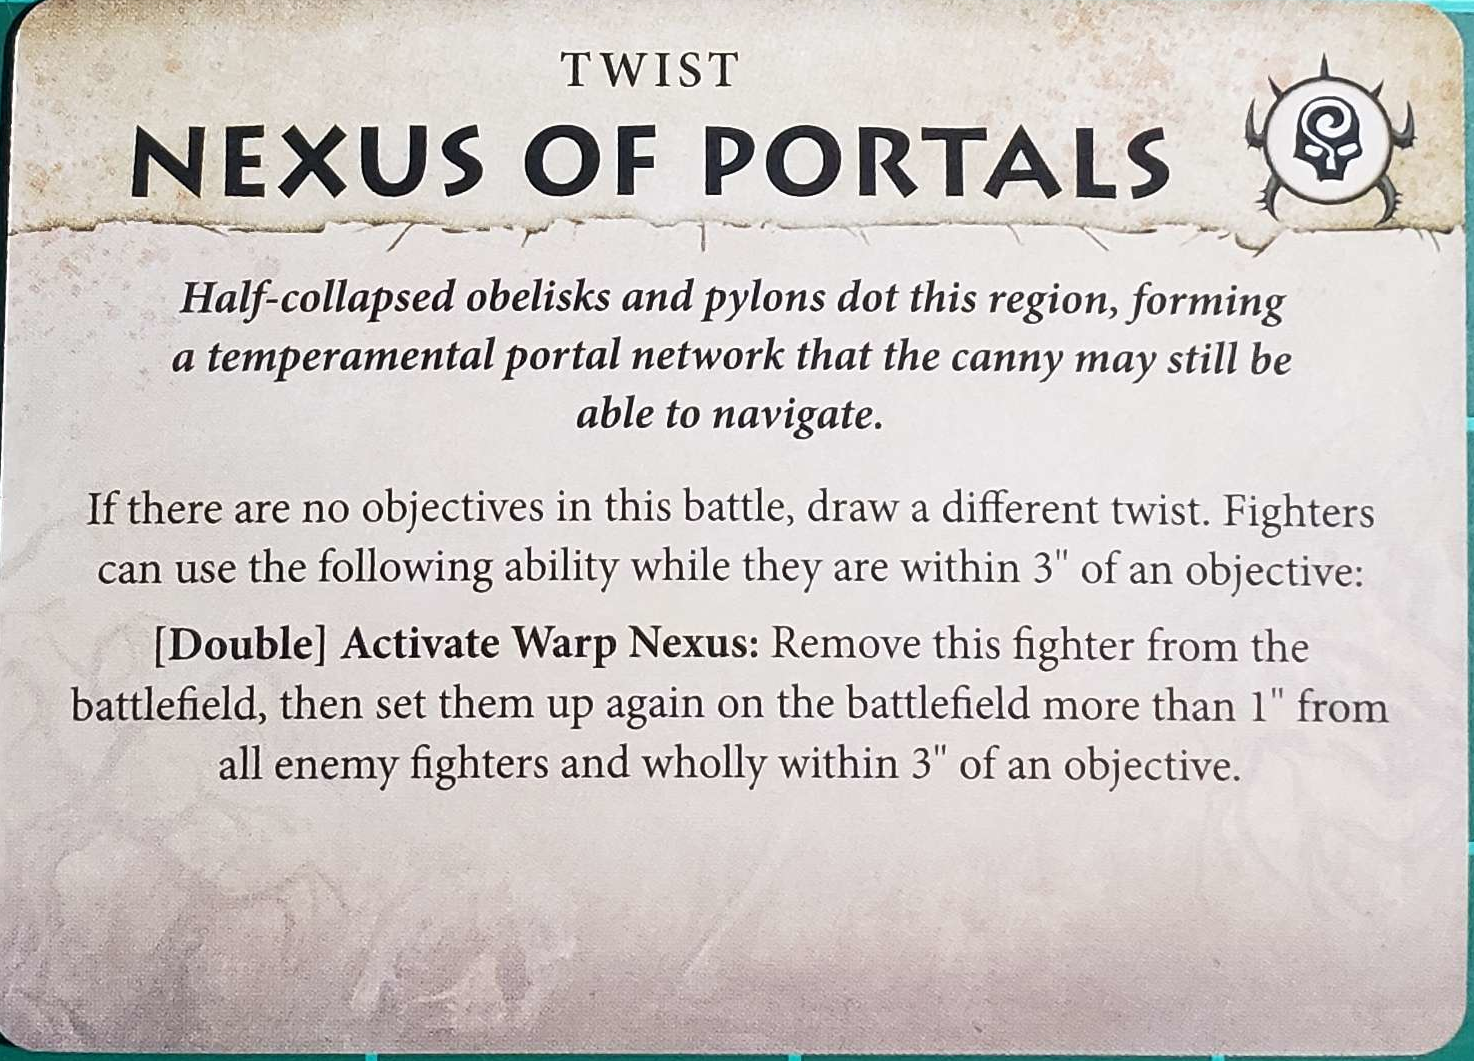 TWIST
NEXUS OF PORTALS
Half-collapsed obelisks and pylons dot this region, forming
a temperamental portal network that the canny may still be
able to navigate.
If there are no objectives in this battle, draw a different twist. Fighters
can use the following ability while they are within 3" of an objective:
[Double] Activate Warp Nexus: Remove this fighter from the
battlefield, then set them up again on the battlefield more than 1" from
all enemy fighters and wholly within 3" of an objective.